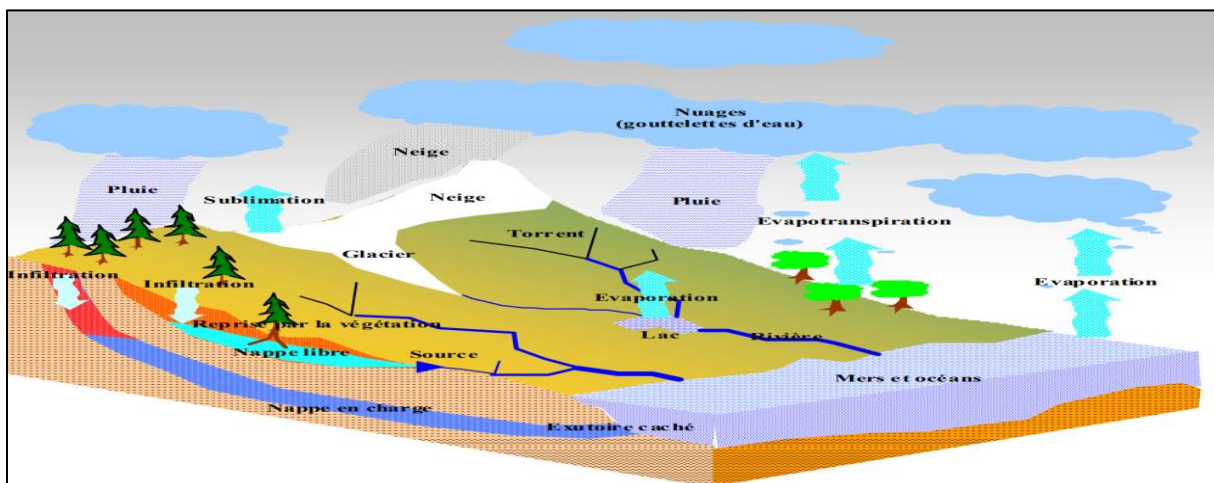 Nuages
(gouttelettes d'eau)
Neige
Pluie
Sublimation
Neige
Pluie
Evapotranspiration
Torrent
Glacier
Infiltration
Infiltration
Evaporation
Evaporation
Reprise par la végétation
Lac
Rivière
Nappe libre
Source
Mers et océans
Nappe en charge
Exutoire caché